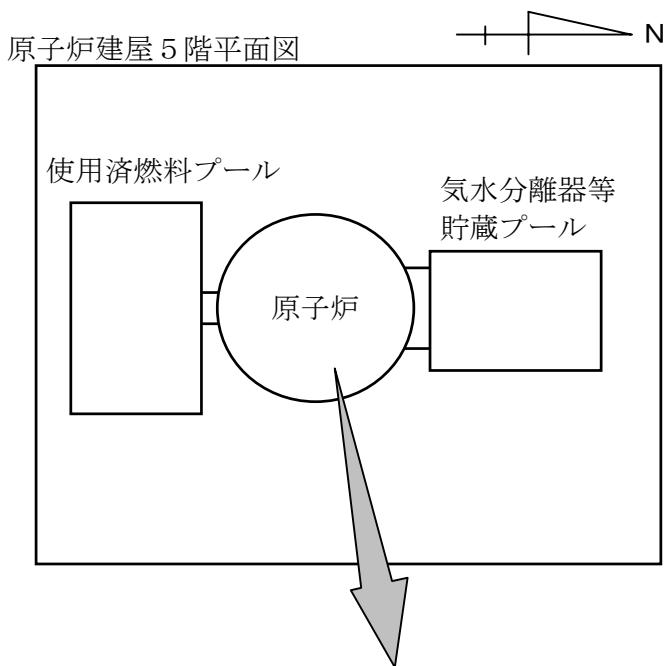 原子炉建屋５階平面図
N
使用済燃料プール
気水分離器等
貯蔵プール
原子炉